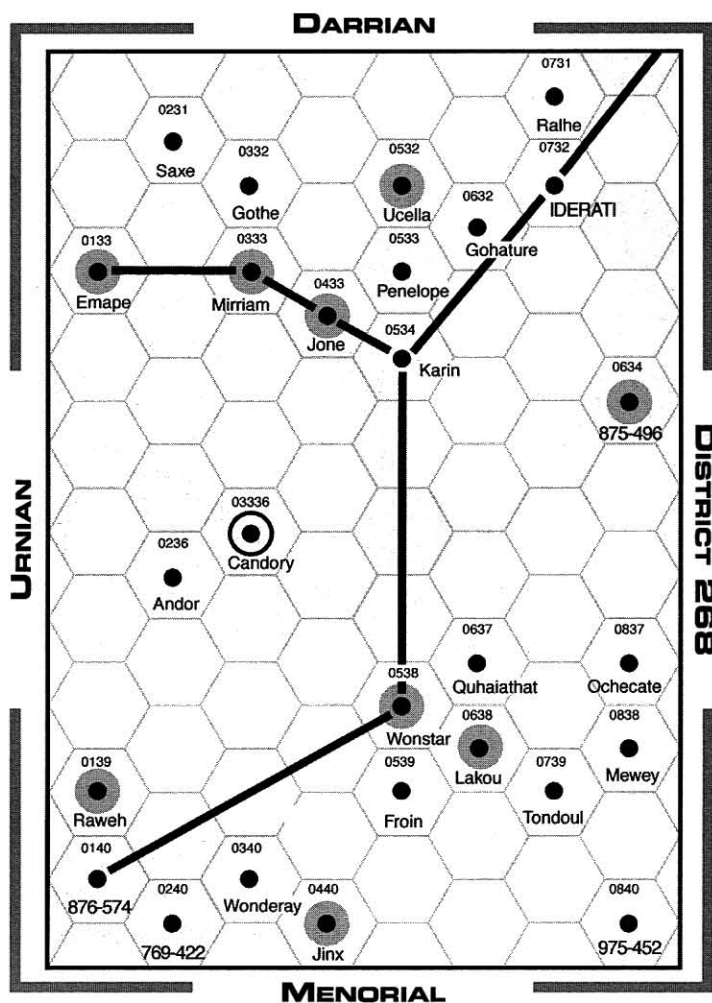 DARRIAN
0731
Ralhe
0231
Saxe
0332
Gothe
0532
Ucella
0732
IDERATI
0632
Gohature
0133
Emape
0333
Mirriam
0533
Penelope
0433
Jone
0534
Karin
0634
875-496
URNIAN
DISTRICT 268
03336
Candory
0236
Andor
0637
Quhaiathat
0837
Ochecate
0538
Wonstar
0638
Lakou
0838
Mewey
0139
Raweh
0539
Froin
0739
Tondoul
0140
876-574
0340
Wonderay
0240
769-422
0440
Jinx
0840
975-452
MENORIAL